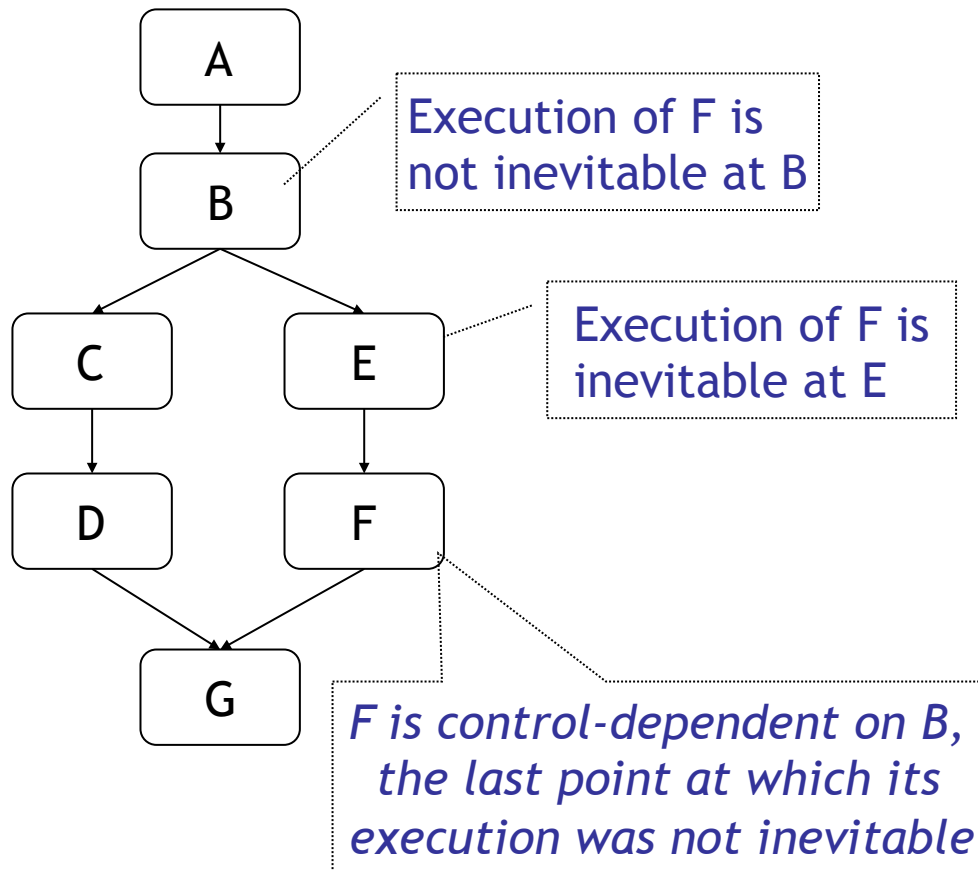 A
Execution of F is
not inevitable at B
B
Execution of F is
inevitable at E
C
E
D
F
G
F is control-dependent on B,
the last point at which its
execution was not inevitable